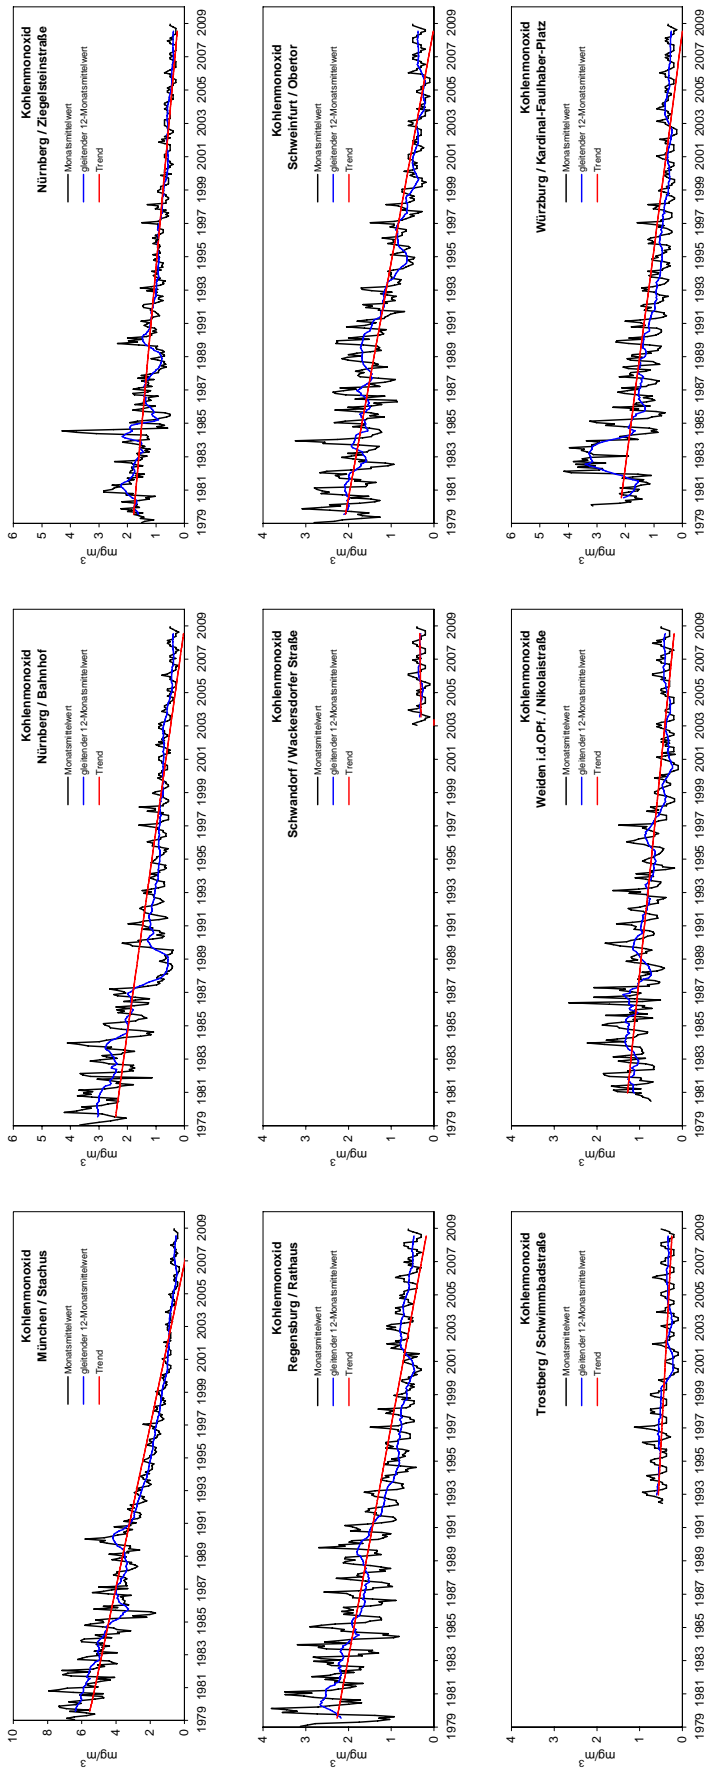 Kohlenmonoxid
München / Stachus
Monatsmittelwert
gleitender 12-Monatsmittelwert
Trend
10
8
6
4
2
0
mg/m 3
1979 1981 1983 1985 1987 1989 1991 1993 1995 1997 1999 2001 2003 2005 2007 2009
Kohlenmonoxid
Nürnberg / Bahnhof
Monatsmittelwert
gleitender 12-Monatsmittelwert
Trend
6
5
4
3
2
1
0
mg/m 3
1979 1981 1983 1985 1987 1989 1991 1993 1995 1997 1999 2001 2003 2005 2007 2009
Kohlenmonoxid
Nürnberg / Ziegelsteinstraße
Monatsmittelwert
gleitender 12-Monatsmittelwert
Trend
6
5
4
3
2
1
0
mg/m 3
1979 1981 1983 1985 1987 1989 1991 1993 1995 1997 1999 2001 2003 2005 2007 2009
Kohlenmonoxid
Regensburg / Rathaus
Monatsmittelwert
gleitender 12-Monatsmittelwert
Trend
4
3
2
1
0
mg/m 3
1979 1981 1983 1985 1987 1989 1991 1993 1995 1997 1999 2001 2003 2005 2007 2009
Kohlenmonoxid
Schwandorf / Wackersdorfer Straße
Monatsmittelwert
gleitender 12-Monatsmittelwert
Trend
4
3
2
1
0
mg/m 3
1979 1981 1983 1985 1987 1989 1991 1993 1995 1997 1999 2001 2003 2005 2007 2009
Kohlenmonoxid
Schweinfurt / Obertor
Monatsmittelwert
gleitender 12-Monatsmittelwert
Trend
4
3
2
1
0
mg/m 3
1979 1981 1983 1985 1987 1989 1991 1993 1995 1997 1999 2001 2003 2005 2007 2009
Kohlenmonoxid
Trostberg / Schwimmbadstraße
Monatsmittelwert
gleitender 12-Monatsmittelwert
Trend
4
3
2
1
0
mg/m 3
1979 1981 1983 1985 1987 1989 1991 1993 1995 1997 1999 2001 2003 2005 2007 2009
Kohlenmonoxid
Weiden i.d.OPf. / Nikolaistraße
Monatsmittelwert
gleitender 12-Monatsmittelwert
Trend
4
3
2
1
0
mg/m 3
1979 1981 1983 1985 1987 1989 1991 1993 1995 1997 1999 2001 2003 2005 2007 2009
Kohlenmonoxid
Würzburg / Kardinal-Faulhaber-Platz
Monatsmittelwert
gleitender 12-Monatsmittelwert
Trend
6
5
4
3
2
1
0
mg/m 3
1979 1981 1983 1985 1987 1989 1991 1993 1995 1997 1999 2001 2003 2005 2007 2009